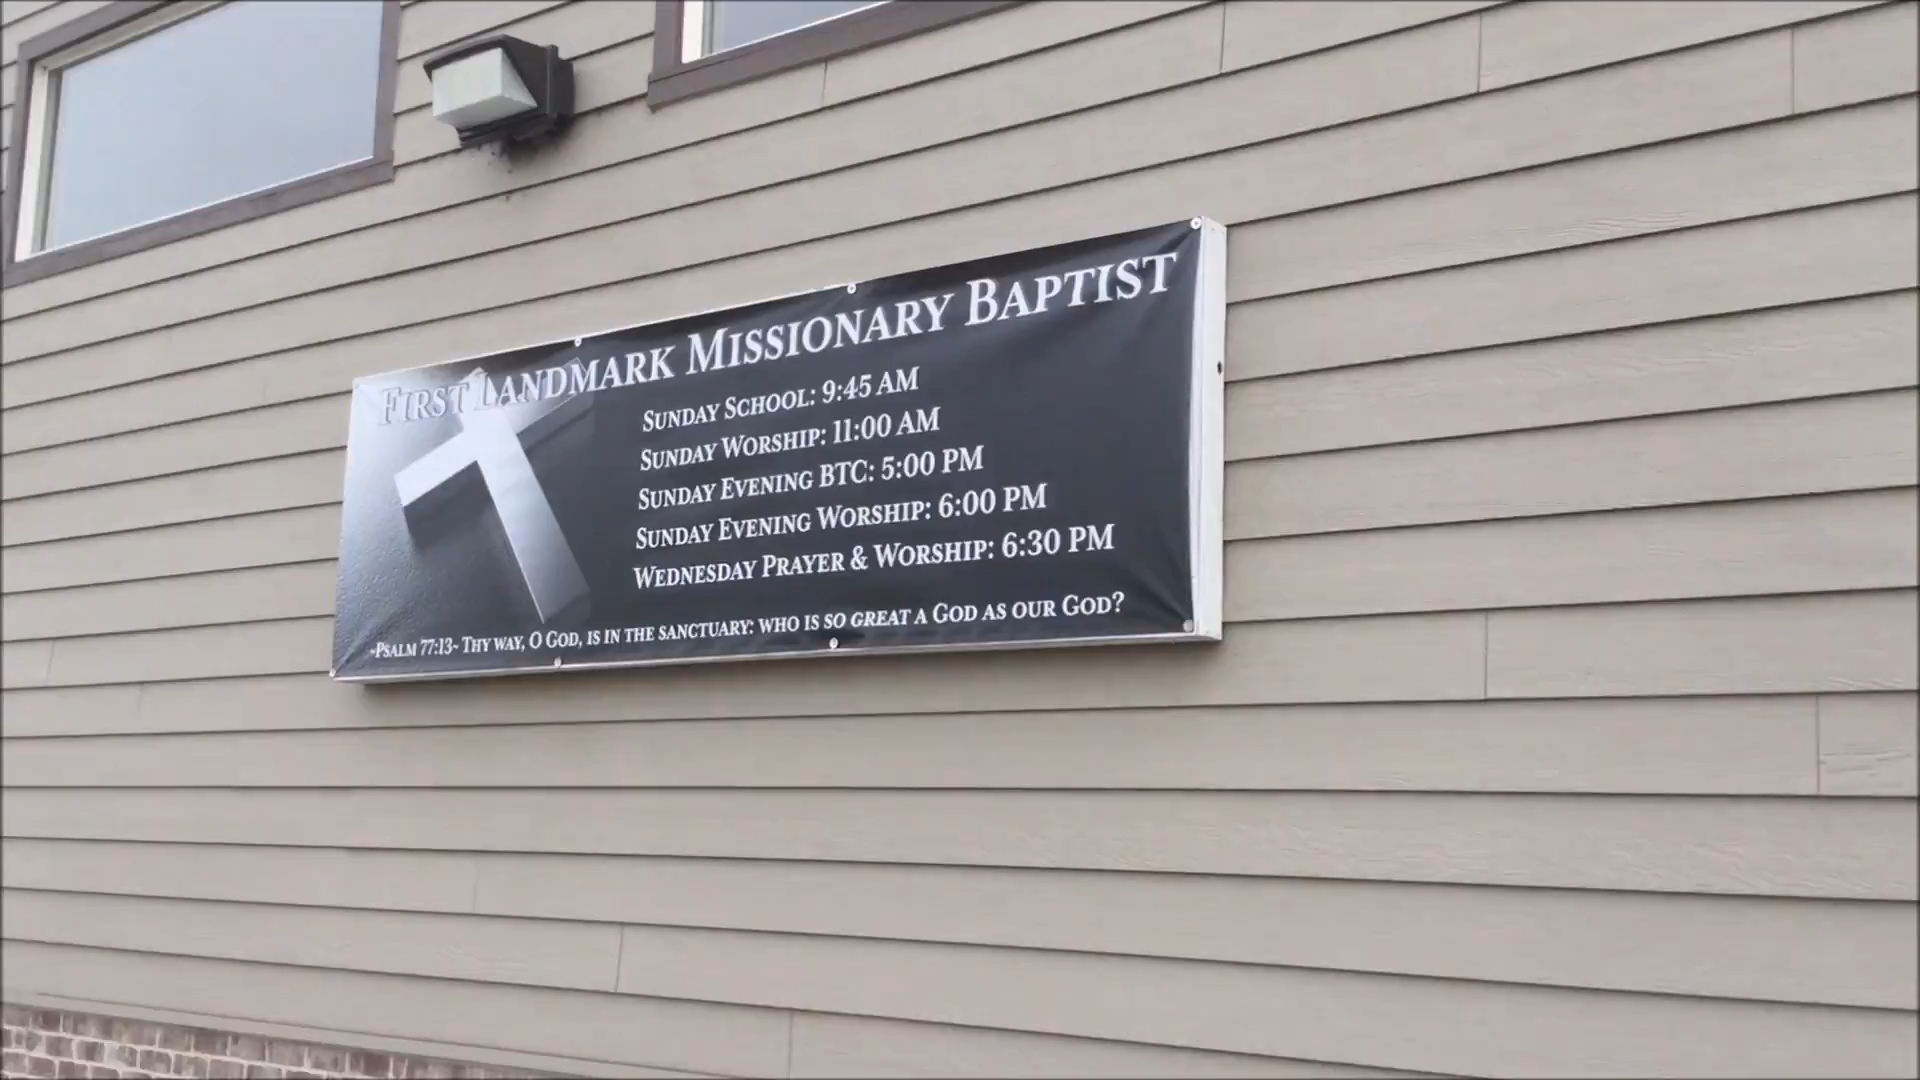 First Landmark Missionary Baptist
Sunday School: 9:45 AM
Sunday Worship: 11:00 AM
Sunday Evening BTC: 5:00 PM
Sunday Evening Worship: 6:00 PM
Wednesday Prayer & Worship: 6:30 PM
~Psalm 77:13~ Thy way, O God, is in the sanctuary: who is so great a God as our God?